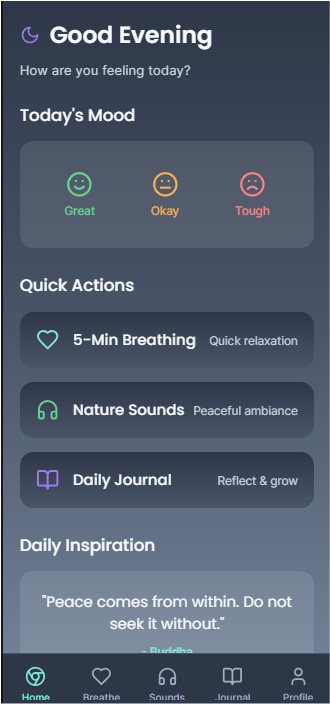 Good Evening
How are you feeling today?
Today's Mood
Great Okay Tough
Quick Actions
5-Min Breathing Quick relaxation
Nature Sounds Peaceful ambiance
Daily Journal Reflect & grow
Daily Inspiration
"Peace comes from within. Do not
seek it without."
- Buddha
Home Breathe Sounds Journal Profile